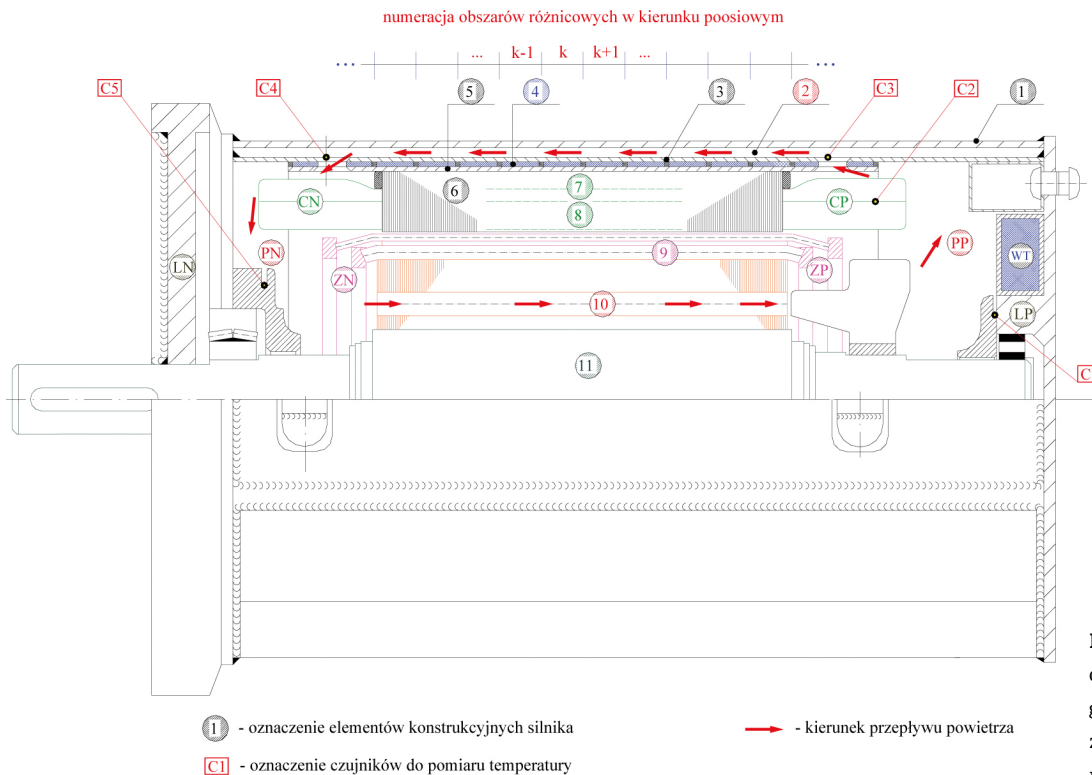 numeracja obszarów różnicowych w kierunku poosiowym
... ... k-1 k k+1 ... ...
C5 C4 5 4 3 2 C3 C2 1
6 7 CN 8 CP
PN 9 PP
LN ZN ZP WT
10 LP
11 C
1 - oznaczenie elementów konstrukcyjnych silnika
- kierunek przepływu powietrza
C1 - oznaczenie czujników do pomiaru temperatury